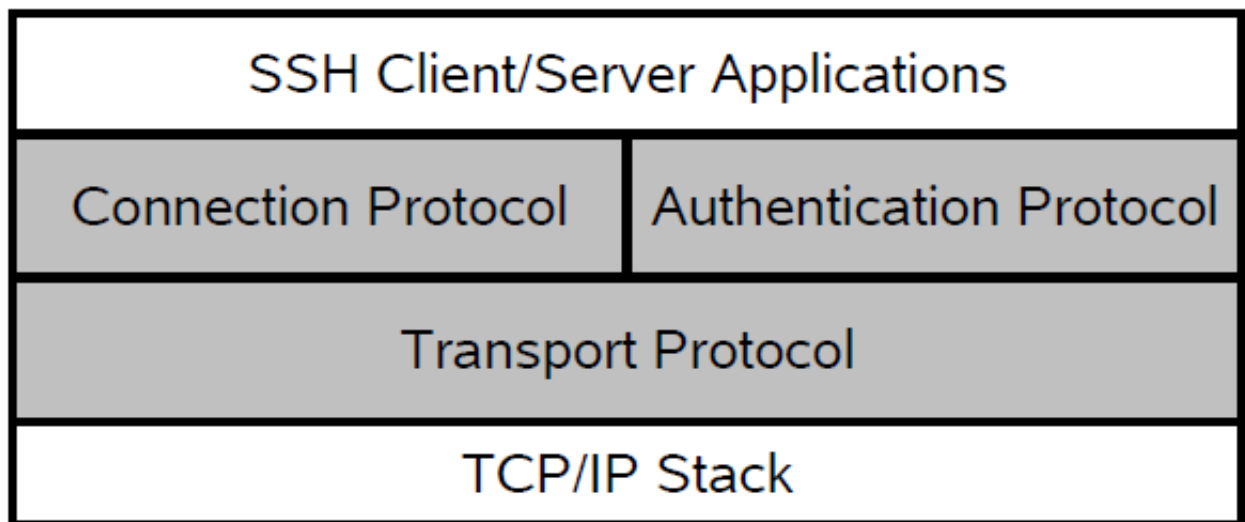 SSH Client/Server Applications
Connection Protocol
Authentication Protocol
Transport Protocol
TCP/IP Stack